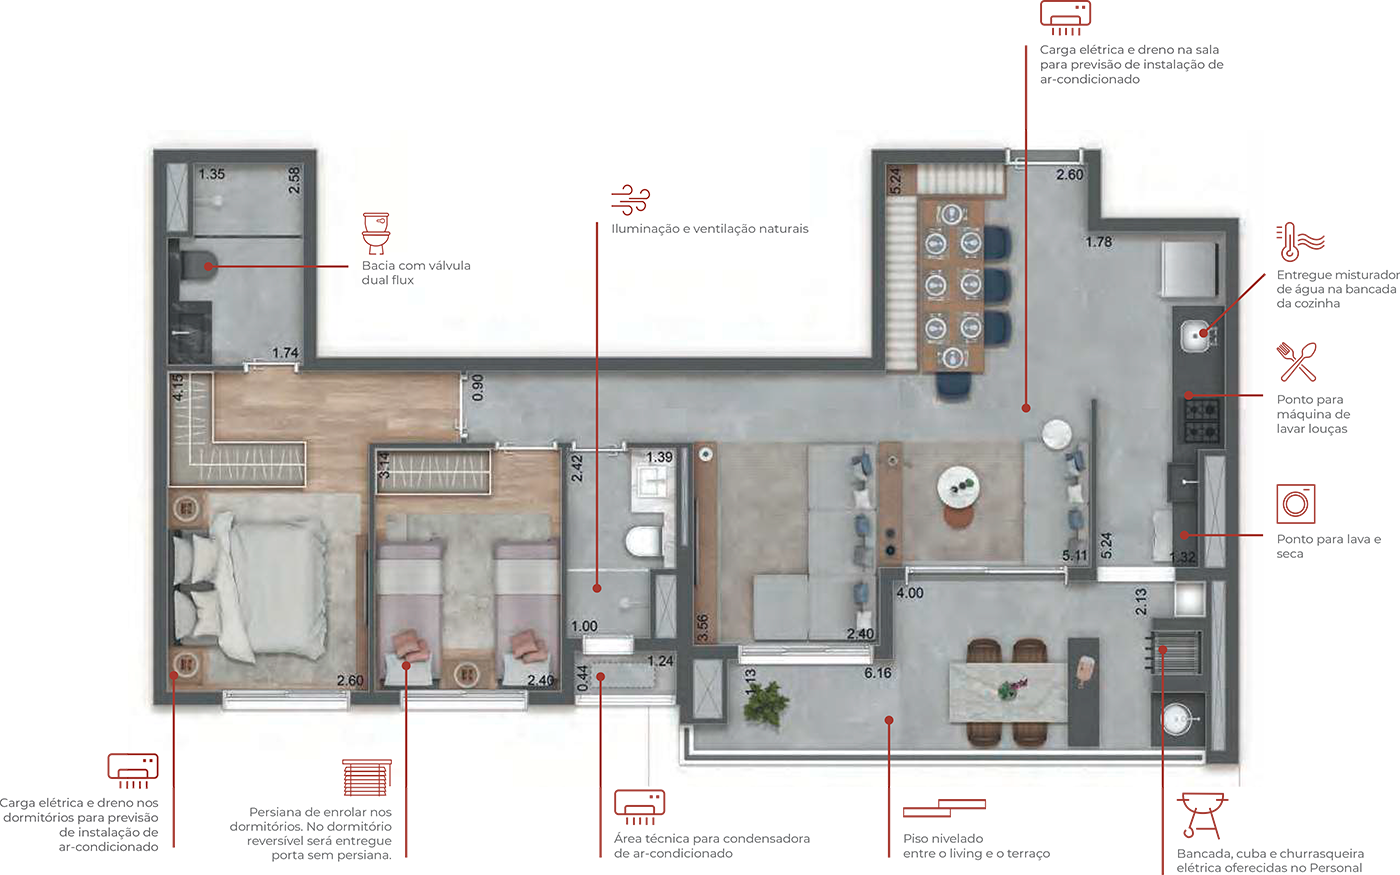 Carga elétrica e dreno na sala
para previsão de instalação de
ar-condicionado
1.35
2.58
5.24
2.60
Iluminação e ventilação naturais
1.78
Bacia com válvula
dual flux
Entregue misturador
de água na bancada
da cozinha
1.74
4.15
0.90
Ponto para
máquina de
lavar louças
3.14
2.42
1.39
Ponto para lava e
seca
5.11
5.24
1.32
4.00
2.13
1.00
3.56
2.40
2.60
2.40
0.44
1.24
1.13
6.16
Carga elétrica e dreno nos
dormitórios para previsão
de instalação de
ar-condicionado
Persiana de enrolar nos
dormitórios. No dormitório
reversível será entregue
porta sem persiana.
Área técnica para condensadora
de ar-condicionado
Piso nivelado
entre o living e o terraço
Bancada, cuba e churrasqueira
elétrica oferecidas no Personal